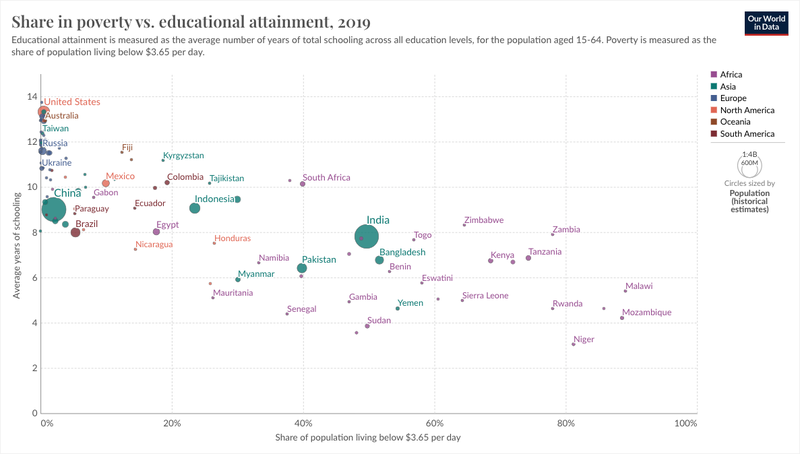 Share in poverty vs. educational attainment, 2019
Our World
in Data
Educational attainment is measured as the average number of years of total schooling across all education levels, for the population aged 15-64. Poverty is measured as the
share of population living below $3.65 per day.
Africa
Asia
Europe
North America
Oceania
South America
1:4B
600M
Circles sized by
Population
(historical
estimates)
Average years of schooling
14
12
10
8
6
4
2
0
United States
Australia
Taiwan
Russia
Fiji
Kyrgyzstan
Ukraine
Mexico
Colombia
Tajikistan
South Africa
China
Gabon
Indonesia
Paraguay
Ecuador
Brazil
Egypt
India
Zimbabwe
Nicaragua
Honduras
Togo
Zambia
Namibia
Pakistan
Bangladesh
Kenya
Tanzania
Myanmar
Benin
Eswatini
Mauritania
Gambia
Yemen
Sierra Leone
Malawi
Senegal
Sudan
Rwanda
Mozambique
Niger
0%
20%
40%
60%
80%
100%
Share of population living below $3.65 per day